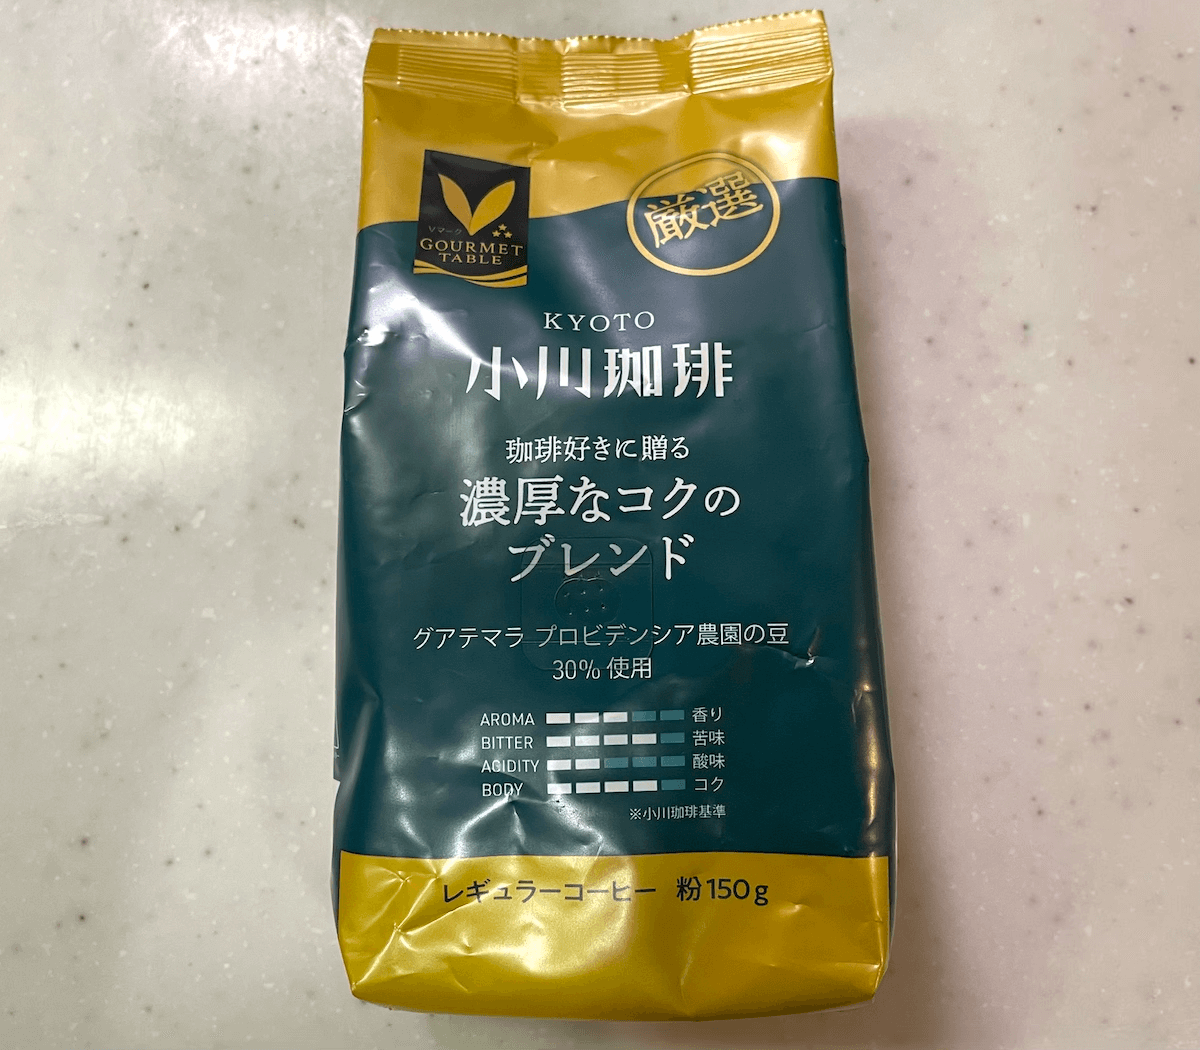 Vマーク
GOURMET
TABLE
厳選
KYOTO
小川珈琲
珈琲好きに贈る
濃厚なコクの
ブレンド
グアテマラ プロビデンシア農園の豆
30% 使用
AROMA 香り
BITTER 苦味
ACIDITY 酸味
BODY コク
※小川珈琲基準
レギュラーコーヒー 粉150g